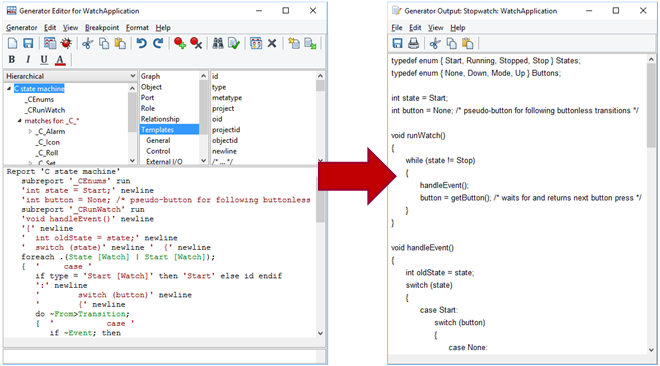 Generator Editor for WatchApplication
Generator Edit View Breakpoint Template Format Help
B I U A
Hierarchical
C state machine
_CEnums
_CRunWatch
matches for: _C_*
_C_Alarm
_C_Icon
_C_Roll
_C_Set
Graph
Object
Port
Role
Relationship
Templates
General
Control
External I/O
id
type
metatype
project
oid
projectid
objectid
newline
/* ... */
Report 'C state machine'
subreport '_CEnums' run
'int state = Start;' newline
'int button = None; /* pseudo-button for following buttonless
subreport '_CRunWatch' run
'void handleEvent()' newline
'{' newline
' int oldState = state;' newline
' switch (state)' newline ' {' newline
foreach .(State [Watch] | Start [Watch]);
{ ' case '
if type = 'Start [Watch]' then 'Start' else id endif
':' newline
' switch (button)' newline
' {' newline
do ~From>Transition;
{ ' case '
if ~Event; then
Generator Output: Stopwatch: WatchApplication
File Edit View Help
typedef enum { Start, Running, Stopped, Stop } States;
typedef enum { None, Down, Mode, Up } Buttons;
int state = Start;
int button = None; /* pseudo-button for following buttonless transitions */
void runWatch()
{
while (state != Stop)
{
handleEvent();
button = getButton(); /* waits for and returns next button press */
}
}
void handleEvent()
{
int oldState = state;
switch (state)
{
case Start:
switch (button)
{
case None: